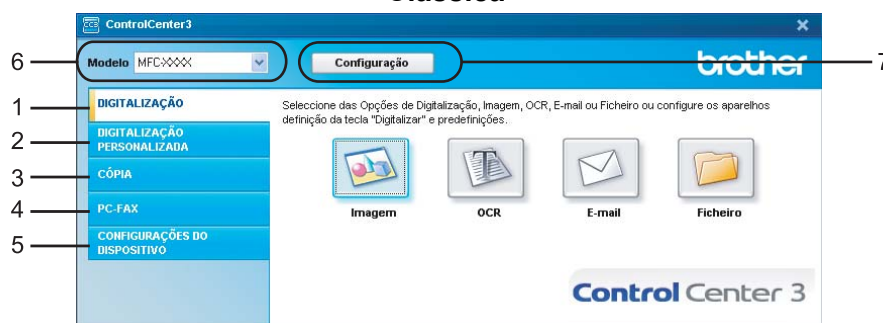 ControlCenter3
6
Modelo MFC-XXXX
Configuração
brother
7
1
DIGITALIZAÇÃO
2
DIGITALIZAÇÃO
PERSONALIZADA
3
CÓPIA
4
PC-FAX
5
CONFIGURAÇÕES DO
DISPOSITIVO
Seleccione das Opções de Digitalização, Imagem, OCR, E-mail ou Ficheiro ou configure os aparelhos
definição da tecla "Digitalizar" e predefinições.
Imagem
OCR
E-mail
Ficheiro
Control Center 3